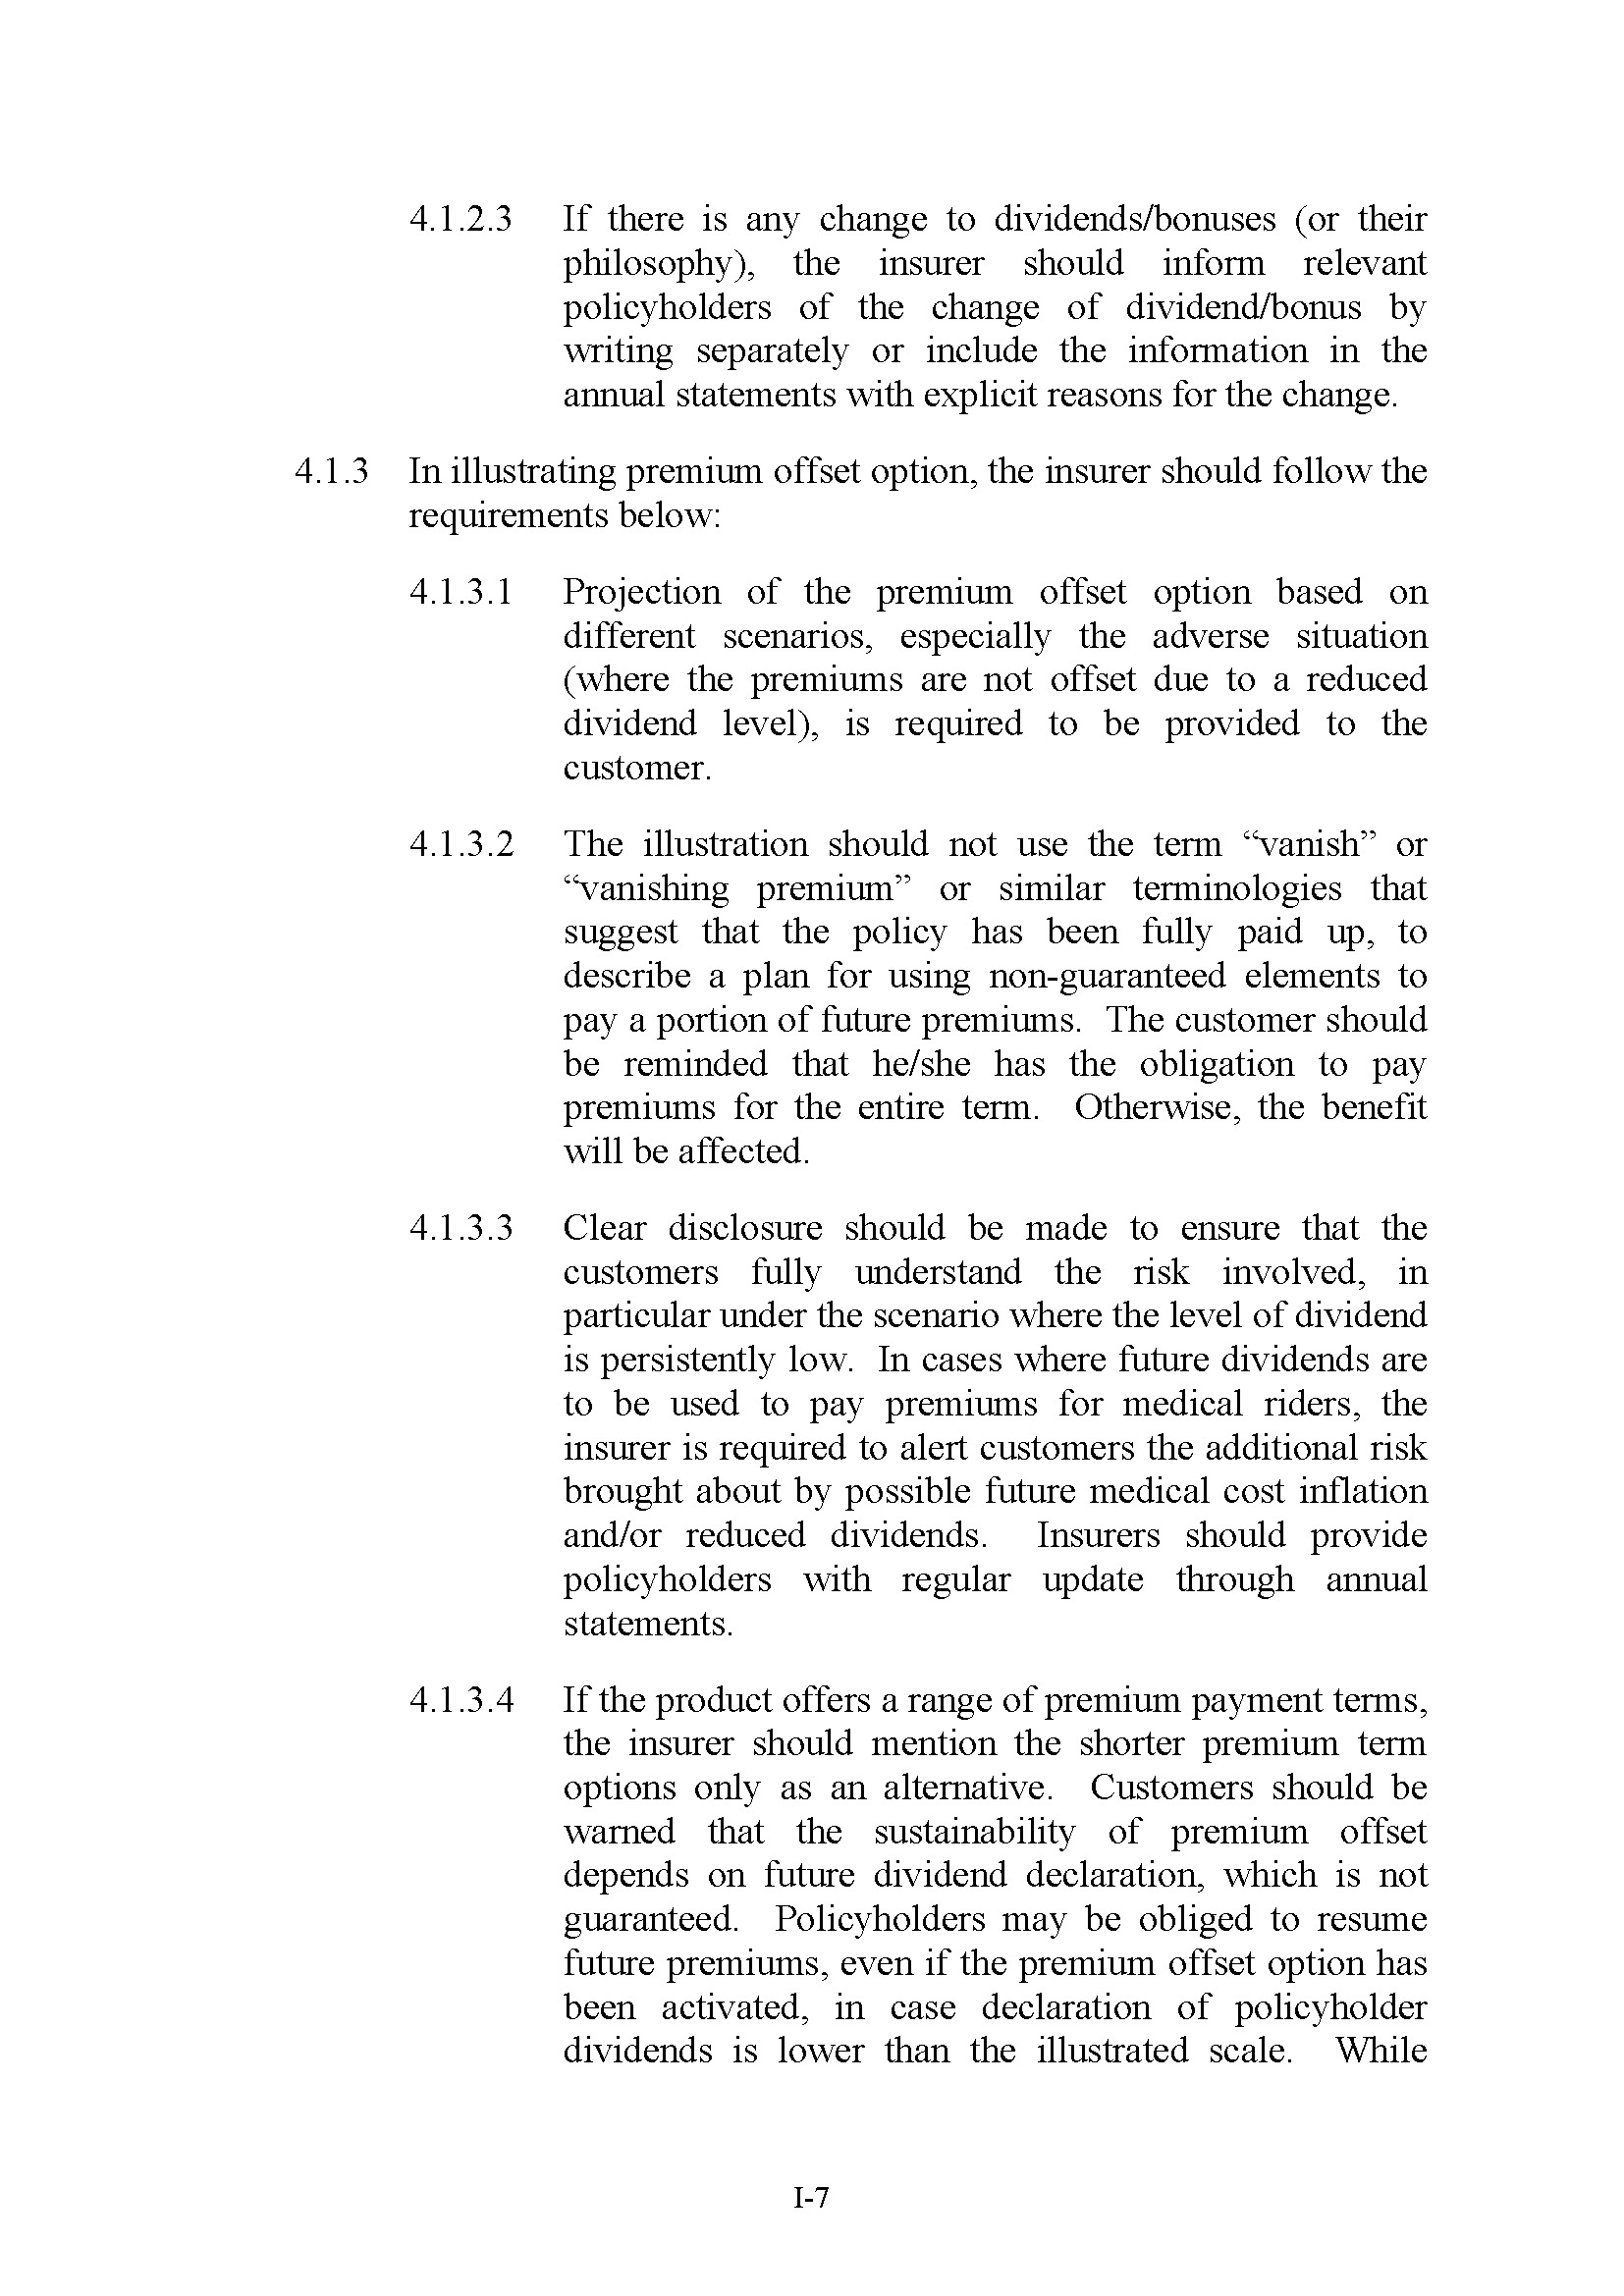 4.1.2.3 If there is any change to dividends/bonuses (or their
philosophy), the insurer should inform relevant
policyholders of the change of dividend/bonus by
writing separately or include the information in the
annual statements with explicit reasons for the change.
4.1.3 In illustrating premium offset option, the insurer should follow the
requirements below:
4.1.3.1 Projection of the premium offset option based on
different scenarios, especially the adverse situation
(where the premiums are not offset due to a reduced
dividend level), is required to be provided to the
customer.
4.1.3.2 The illustration should not use the term “vanish” or
“vanishing premium” or similar terminologies that
suggest that the policy has been fully paid up, to
describe a plan for using non-guaranteed elements to
pay a portion of future premiums. The customer should
be reminded that he/she has the obligation to pay
premiums for the entire term. Otherwise, the benefit
will be affected.
4.1.3.3 Clear disclosure should be made to ensure that the
customers fully understand the risk involved, in
particular under the scenario where the level of dividend
is persistently low. In cases where future dividends are
to be used to pay premiums for medical riders, the
insurer is required to alert customers the additional risk
brought about by possible future medical cost inflation
and/or reduced dividends. Insurers should provide
policyholders with regular update through annual
statements.
4.1.3.4 If the product offers a range of premium payment terms,
the insurer should mention the shorter premium term
options only as an alternative. Customers should be
warned that the sustainability of premium offset
depends on future dividend declaration, which is not
guaranteed. Policyholders may be obliged to resume
future premiums, even if the premium offset option has
been activated, in case declaration of policyholder
dividends is lower than the illustrated scale. While
I-7